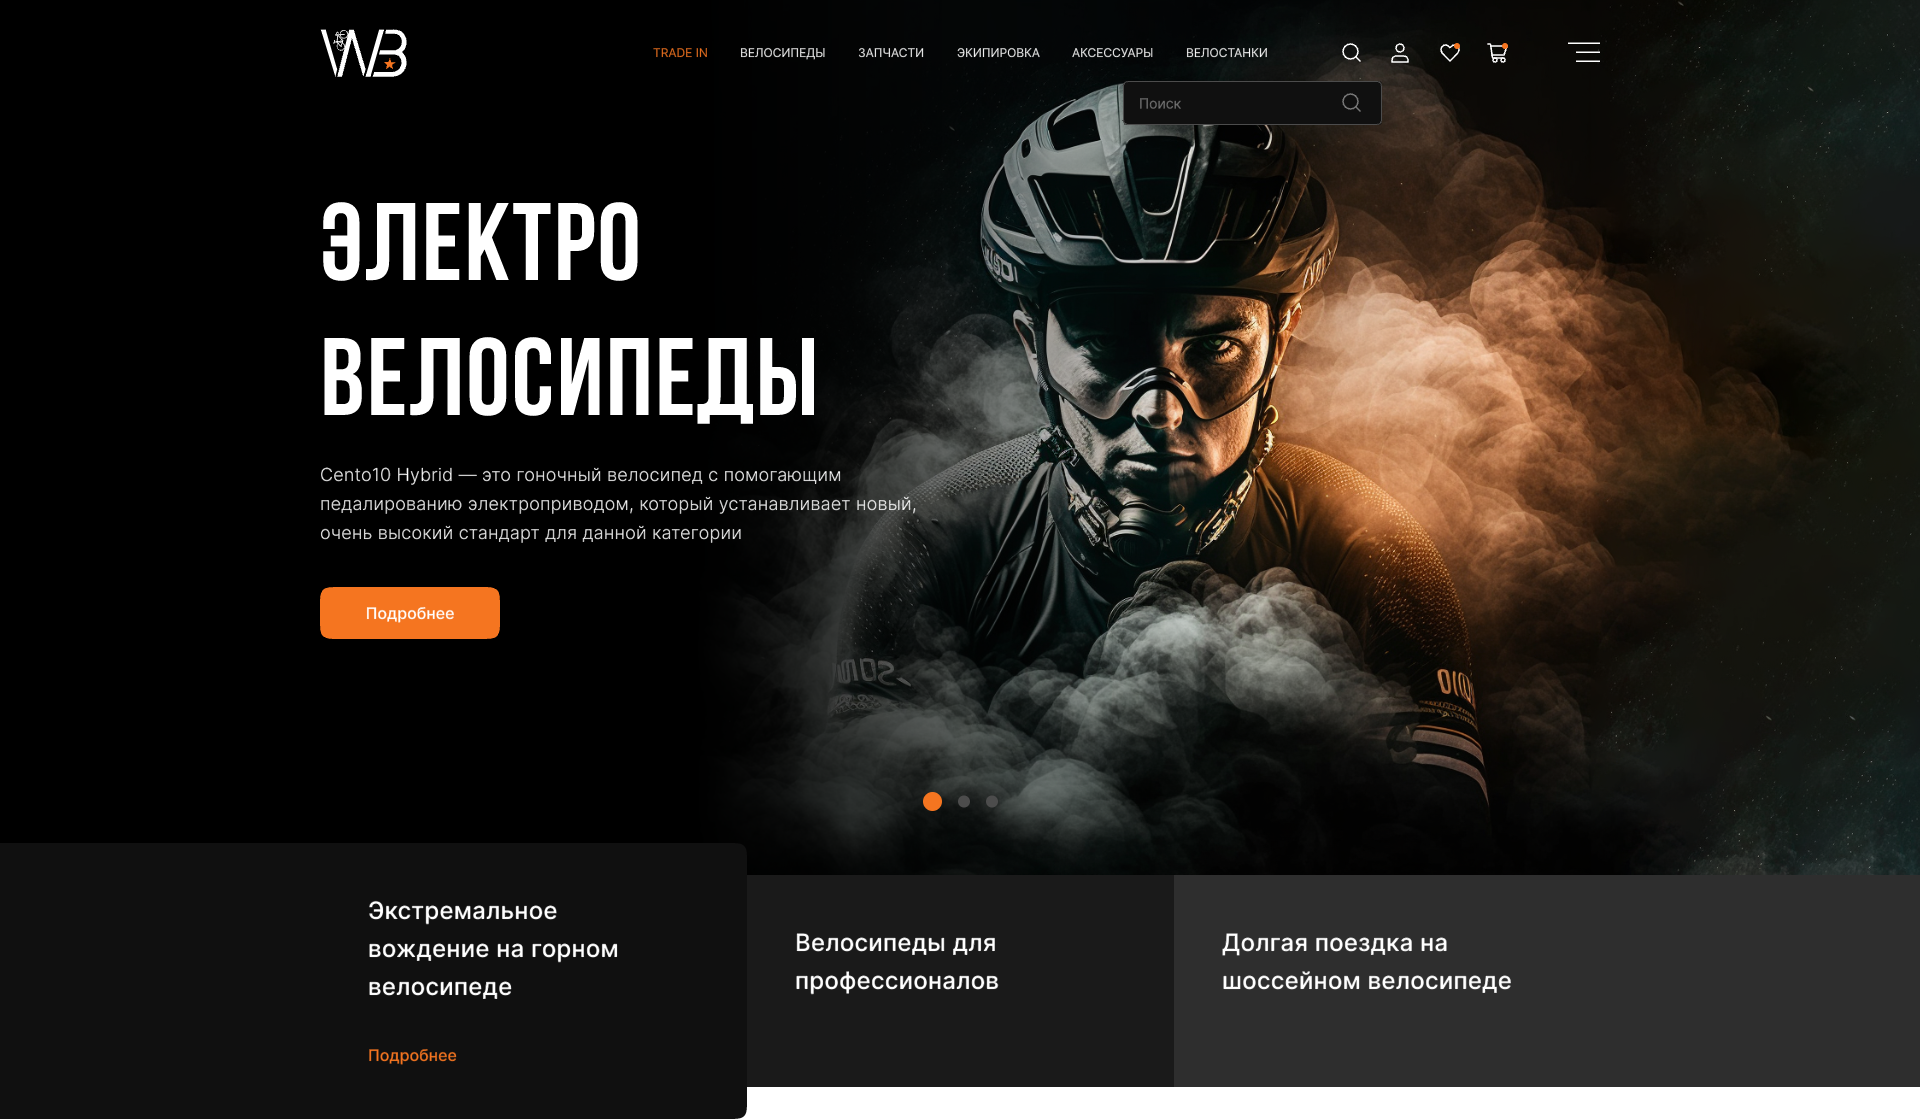 WB
TRADE IN
ВЕЛОСИПЕДЫ
ЗАПЧАСТИ
ЭКИПИРОВКА
АКСЕССУАРЫ
ВЕЛОСТАНКИ
Поиск
ЭЛЕКТРО
ВЕЛОСИПЕДЫ
Cento10 Hybrid — это гоночный велосипед с помогающим
педалированию электроприводом, который устанавливает новый,
очень высокий стандарт для данной категории
Подробнее
Экстремальное
вождение на горном
велосипеде
Подробнее
Велосипеды для
профессионалов
Долгая поездка на
шоссейном велосипеде